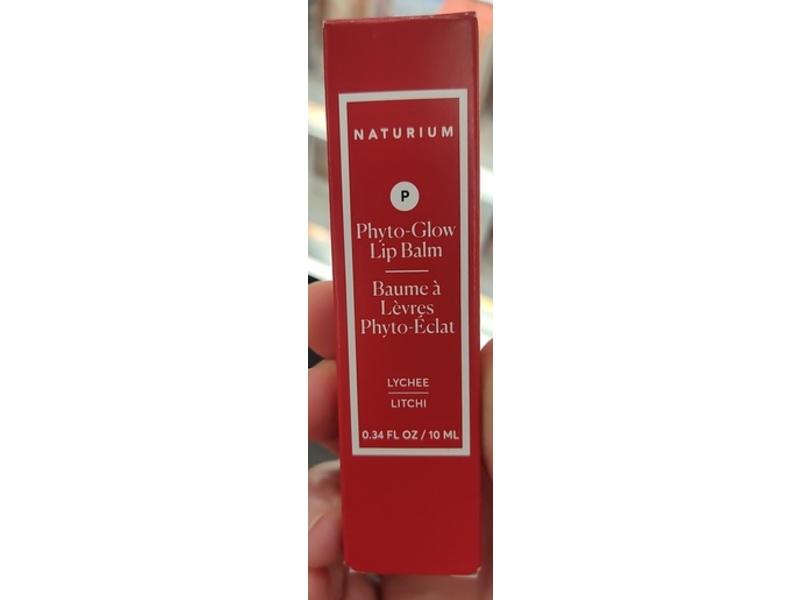 NATURIUM
P
Phyto-Glow
Lip Balm
Baume à
Lèvres
Phyto-Éclat
LYCHEE
LITCHI
0.34 FL OZ / 10 ML